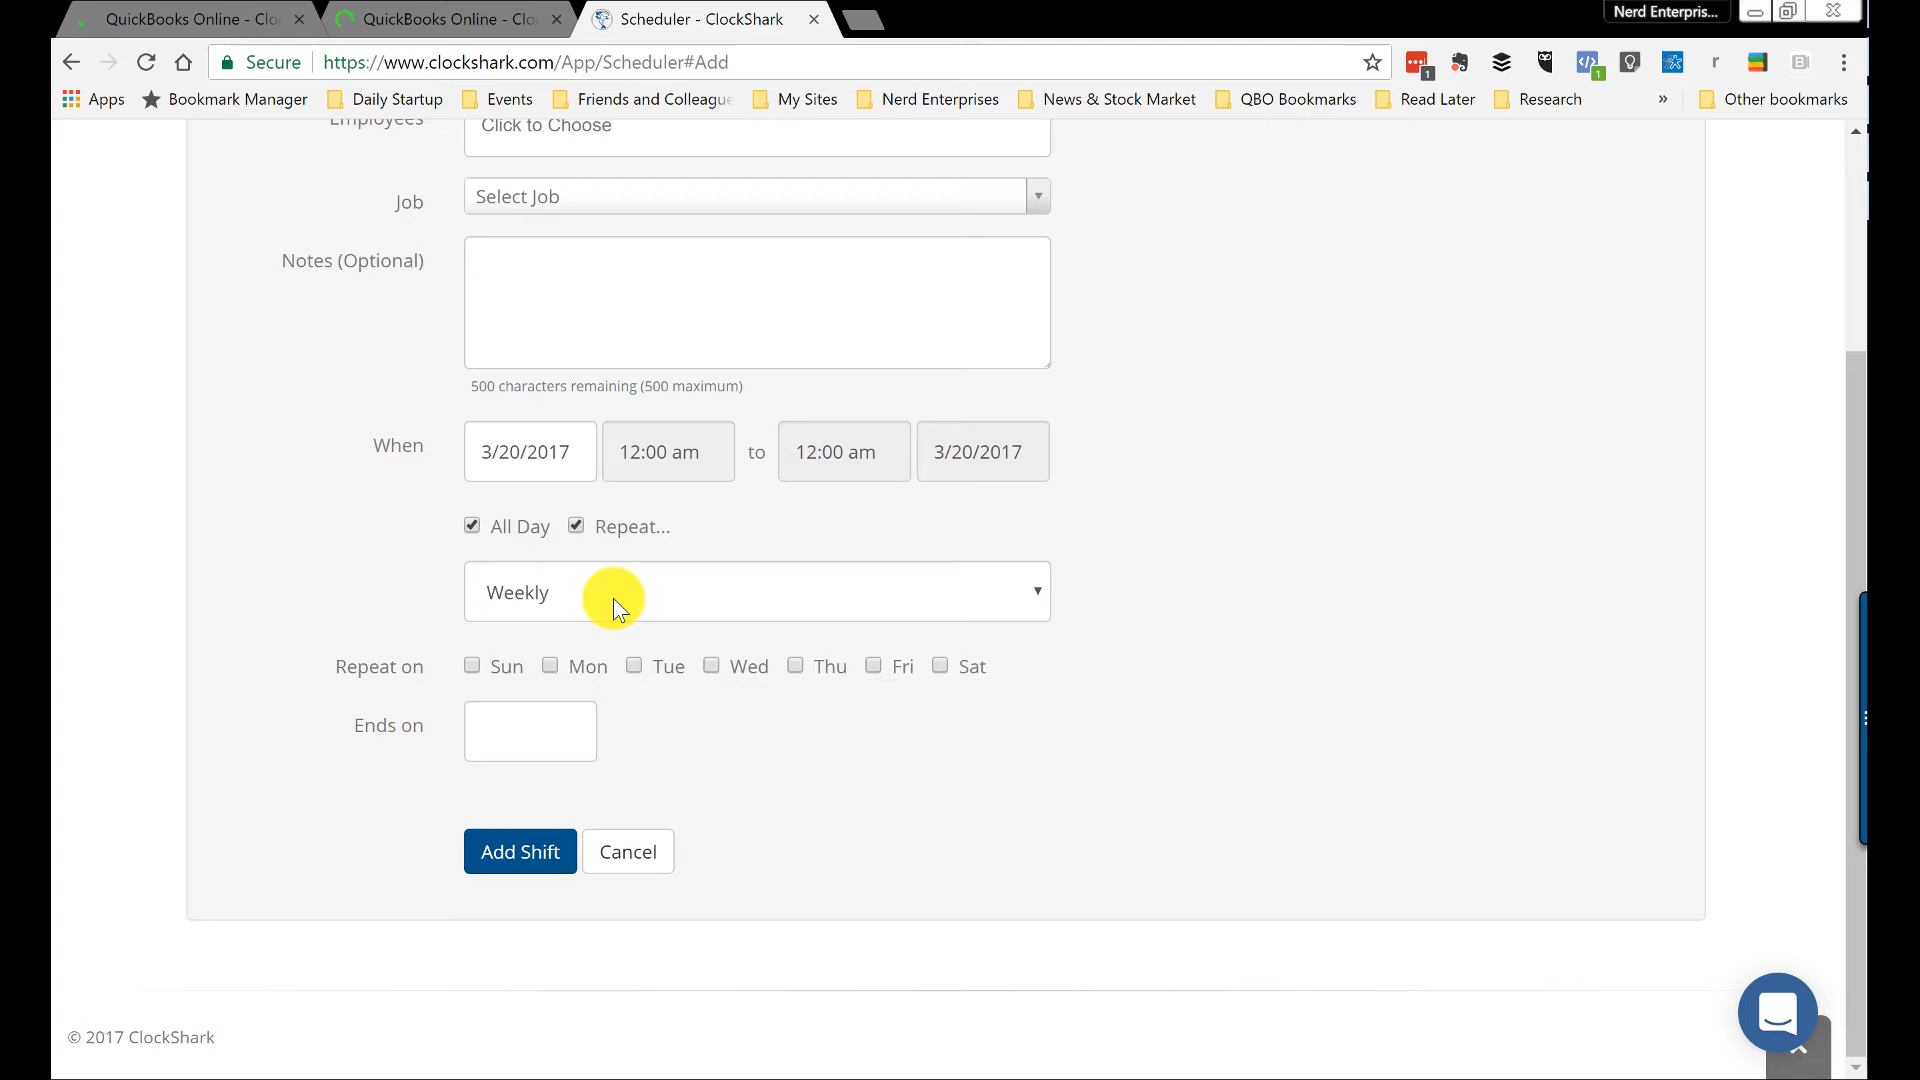 QuickBooks Online - Clo
QuickBooks Online - Clo
Scheduler - ClockShark
Nerd Enterpris...
Secure
https://www.clockshark.com/App/Scheduler#Add
1
1
r
B
Apps
Bookmark Manager
Daily Startup
Events
Friends and Colleagu
My Sites
Nerd Enterprises
News & Stock Market
QBO Bookmarks
Read Later
Research
»
Other bookmarks
Employees
Click to Choose
Job
Select Job
Notes (Optional)
500 characters remaining (500 maximum)
When
3/20/2017
12:00 am
to
12:00 am
3/20/2017
All Day
Repeat...
Weekly
Repeat on
Sun
Mon
Tue
Wed
Thu
Fri
Sat
Ends on
Add Shift
Cancel
© 2017 ClockShark